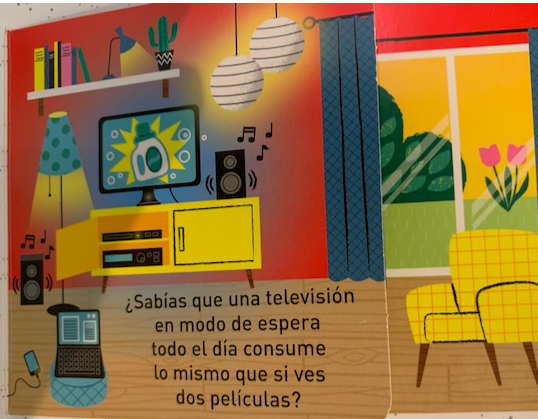 ¿Sabías que una televisión
en modo de espera
todo el día consume
lo mismo que si ves
dos películas?